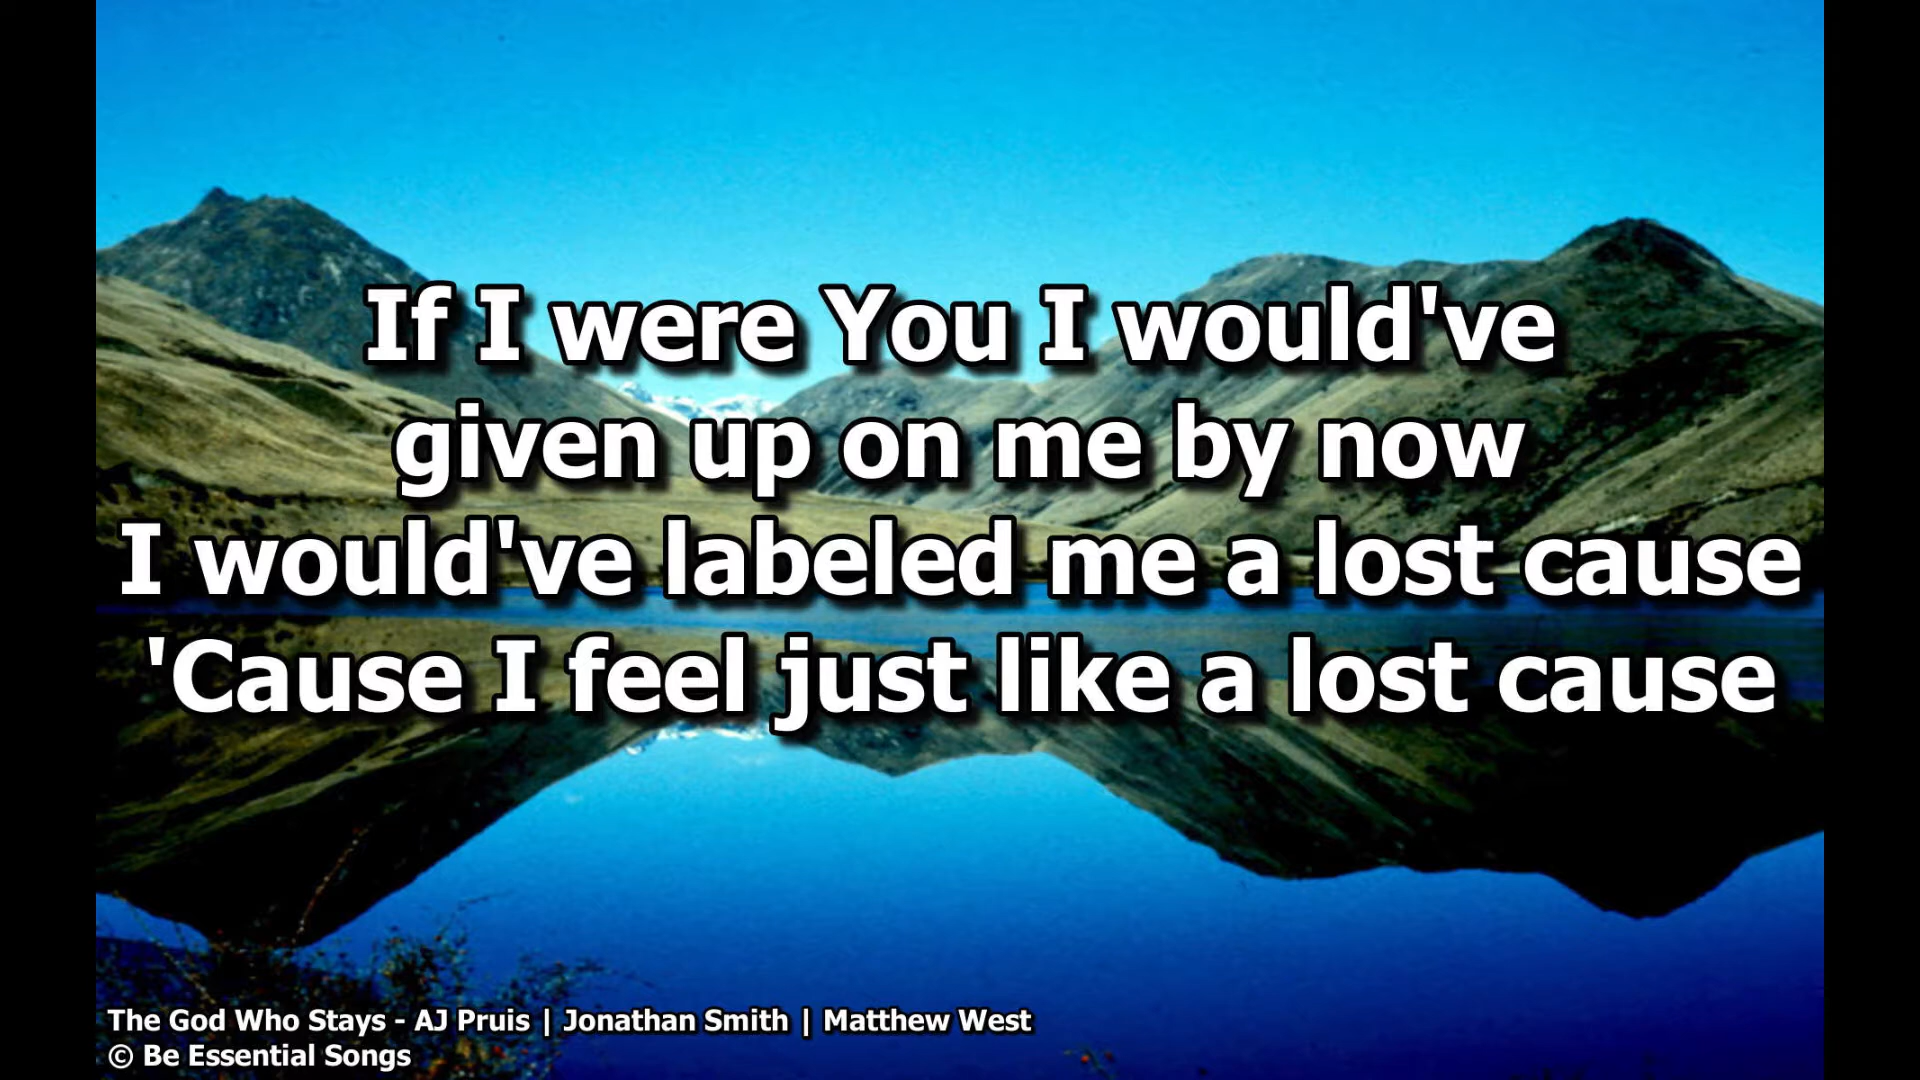 If I were You I would've
given up on me by now
I would've labeled me a lost cause
'Cause I feel just like a lost cause
The God Who Stays - AJ Pruis | Jonathan Smith | Matthew West
© Be Essential Songs